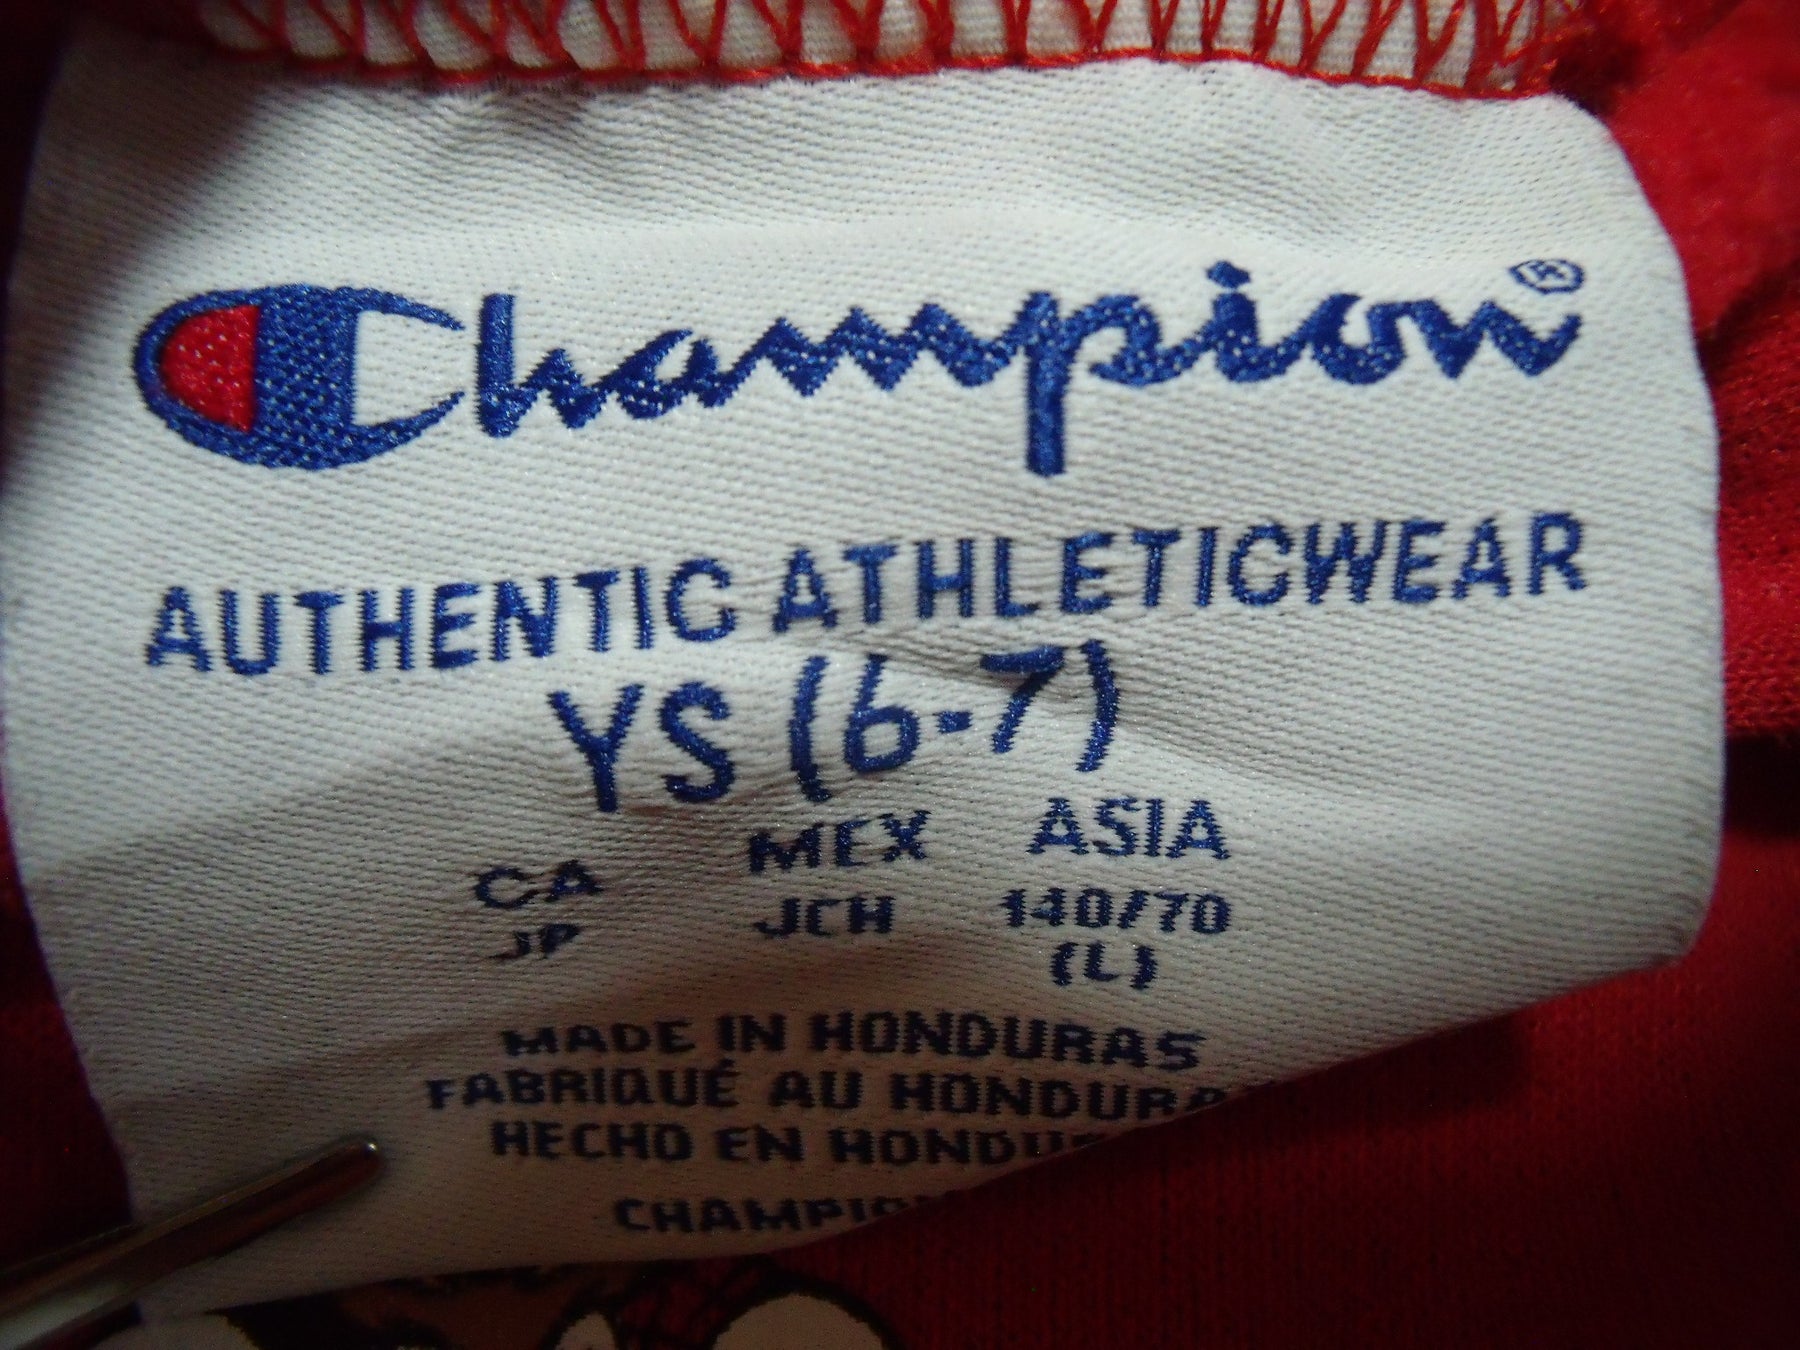 Champion®
AUTHENTIC ATHLETICWEAR
YS (6-7)
CA MEX ASIA
JP JCH 140/70
(L)
MADE IN HONDURAS
FABRIQUÉ AU HONDURA
HECHO EN HONDU
CHAMPIO